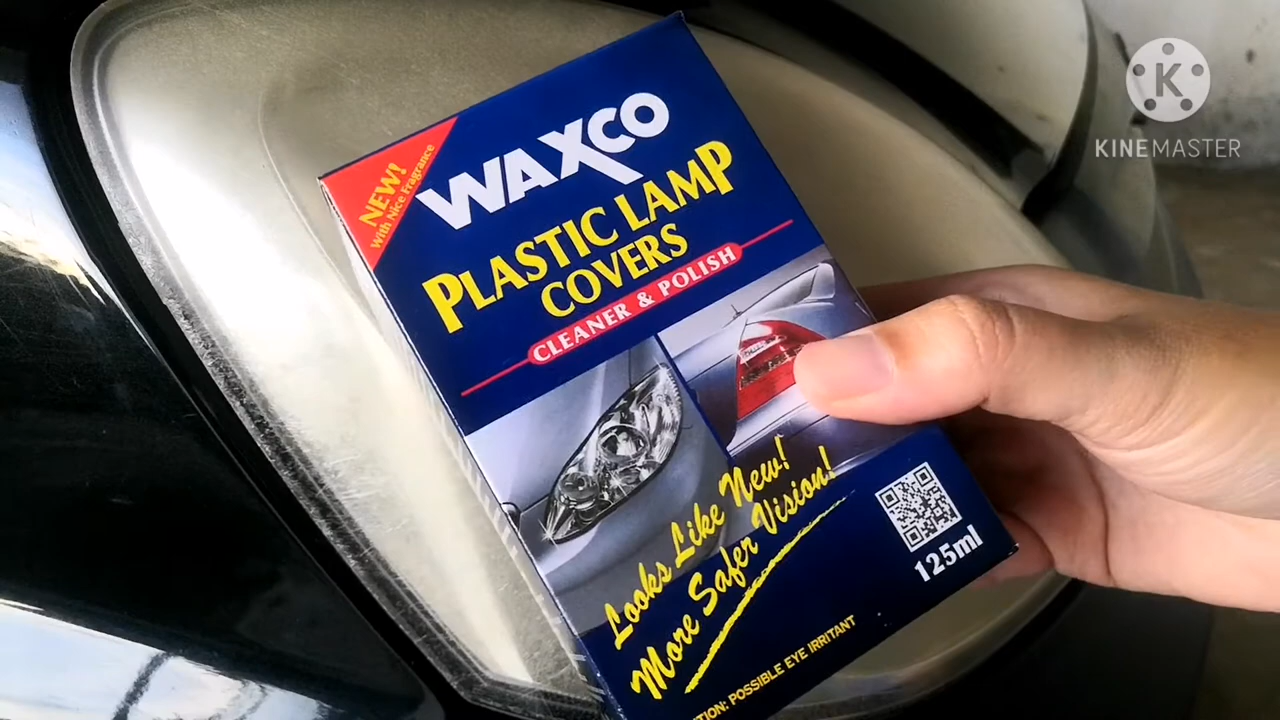 K
KINEMASTER
NEW!
With Nice Fragrance
WAXCO
PLASTIC LAMP
COVERS
CLEANER & POLISH
Looks Like New!
More Safer Vision!
125ml
TION: POSSIBLE EYE IRRITANT